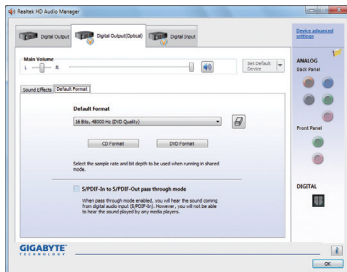 Realtek HD Audio Manager
Digital Output
Digital Output(Optical)
Digital Input
Device advanced
settings
Main Volume
L
R
Set Default
Device
ANALOG
Back Panel
Sound Effects
Default Format
Default Format
16 Bits, 48000 Hz (DVD Quality)
CD Format
DVD Format
Select the sample rate and bit depth to be used when running in shared
mode.
Front Panel
S/PDIF-In to S/PDIF-Out pass through mode
When pass through mode enabled, you will hear the sound coming
from digital audio input (S/PDIF-In). However, you will not be able
to hear the sound played by any media players.
DIGITAL
GIGABYTE
TECHNOLOGY
OK